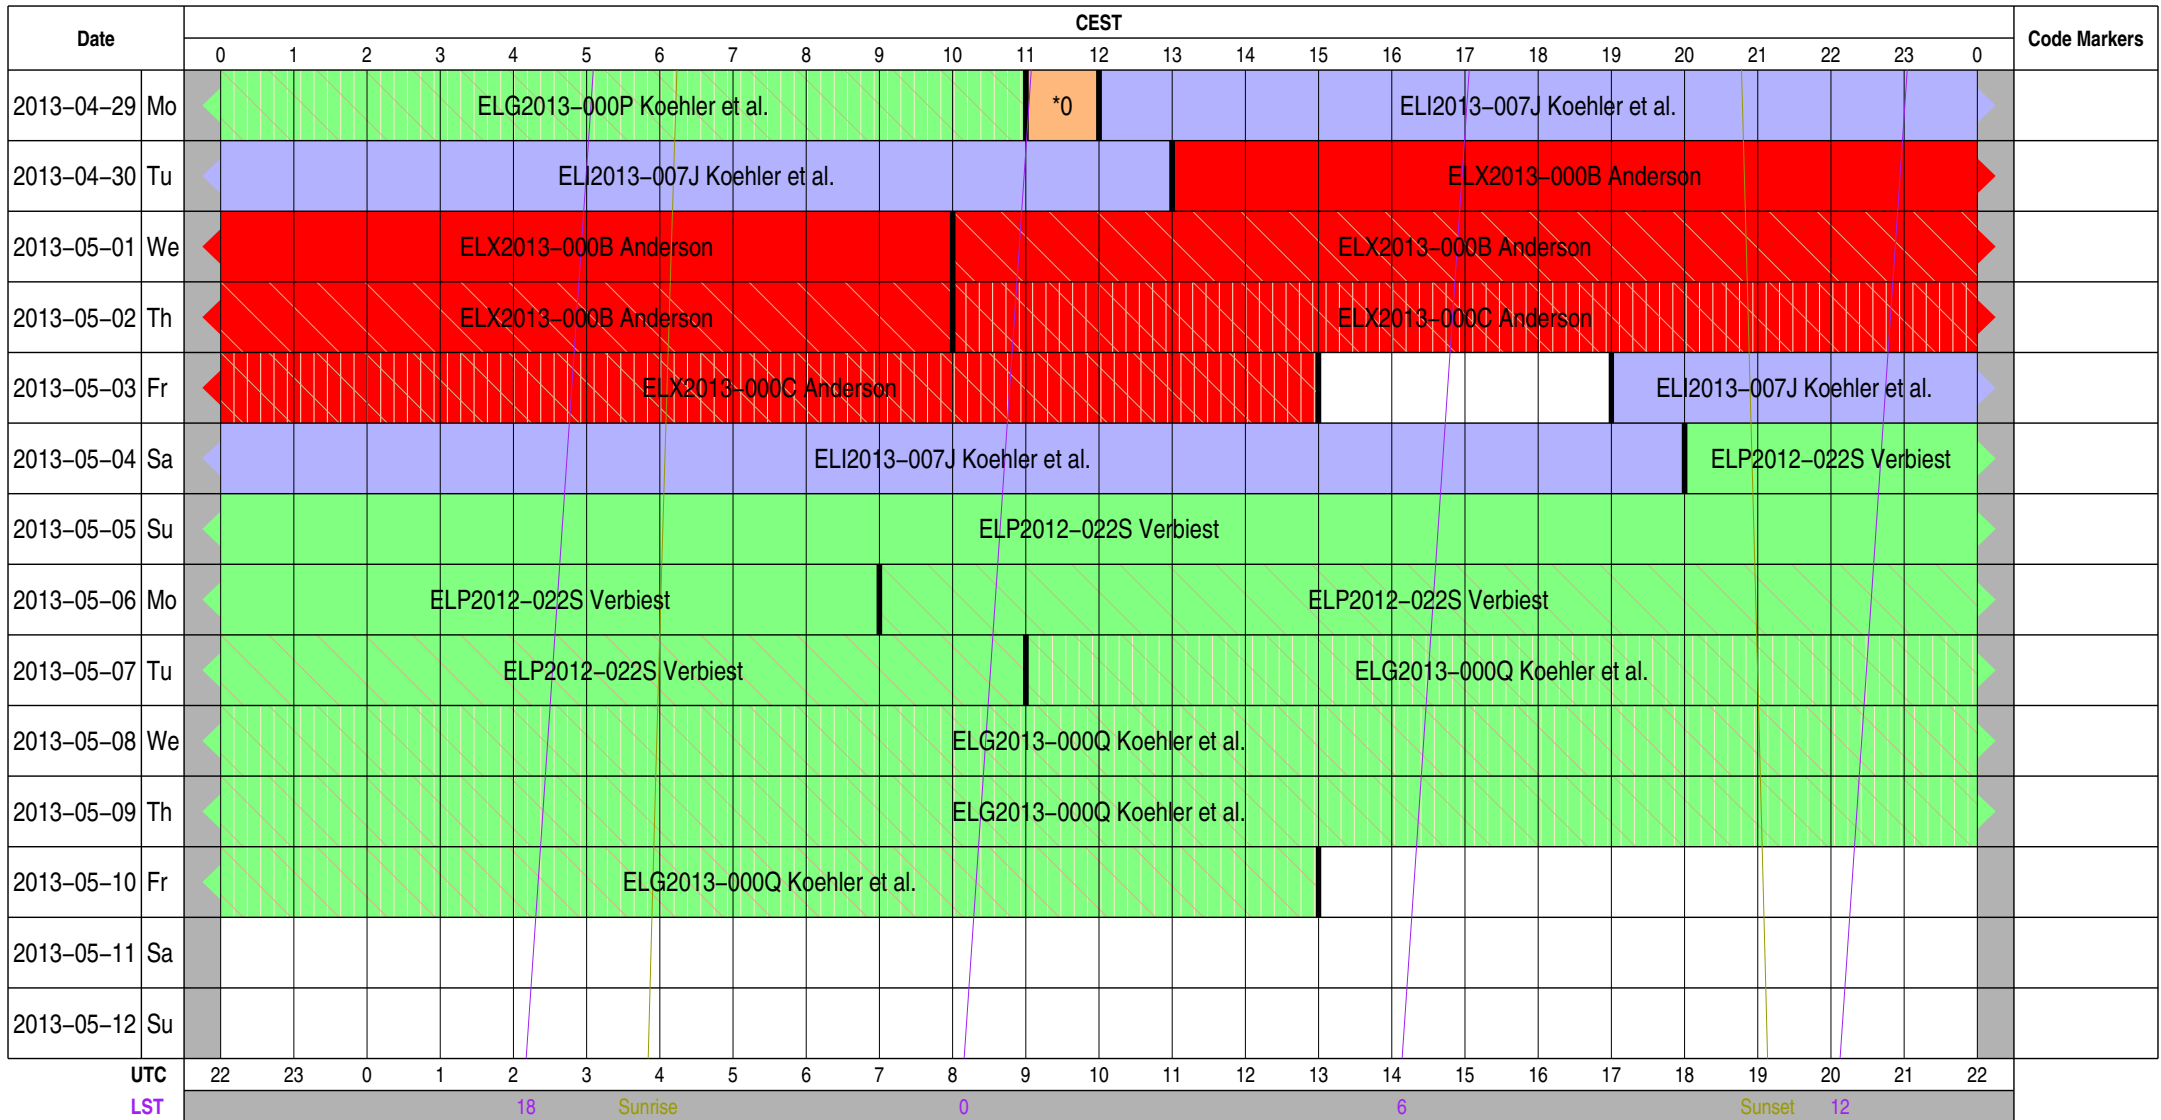 Date CEST Code Markers
0 1 2 3 4 5 6 7 8 9 10 11 12 13 14 15 16 17 18 19 20 21 22 23 0
2013–04–29 Mo ELG2013–000P Koehler et al. *0 ELI2013–007J Koehler et al.
2013–04–30 Tu ELI2013–007J Koehler et al. ELX2013–000B Anderson
2013–05–01 We ELX2013–000B Anderson ELX2013–000B Anderson
2013–05–02 Th ELX2013–000B Anderson ELX2013–000C Anderson
2013–05–03 Fr ELX2013–000C Anderson ELI2013–007J Koehler et al.
2013–05–04 Sa ELI2013–007J Koehler et al. ELP2012–022S Verbiest
2013–05–05 Su ELP2012–022S Verbiest
2013–05–06 Mo ELP2012–022S Verbiest ELP2012–022S Verbiest
2013–05–07 Tu ELP2012–022S Verbiest ELG2013–000Q Koehler et al.
2013–05–08 We ELG2013–000Q Koehler et al.
2013–05–09 Th ELG2013–000Q Koehler et al.
2013–05–10 Fr ELG2013–000Q Koehler et al.
2013–05–11 Sa
2013–05–12 Su
UTC 22 23 0 1 2 3 4 5 6 7 8 9 10 11 12 13 14 15 16 17 18 19 20 21 22
LST 18 Sunrise 0 6 Sunset 12